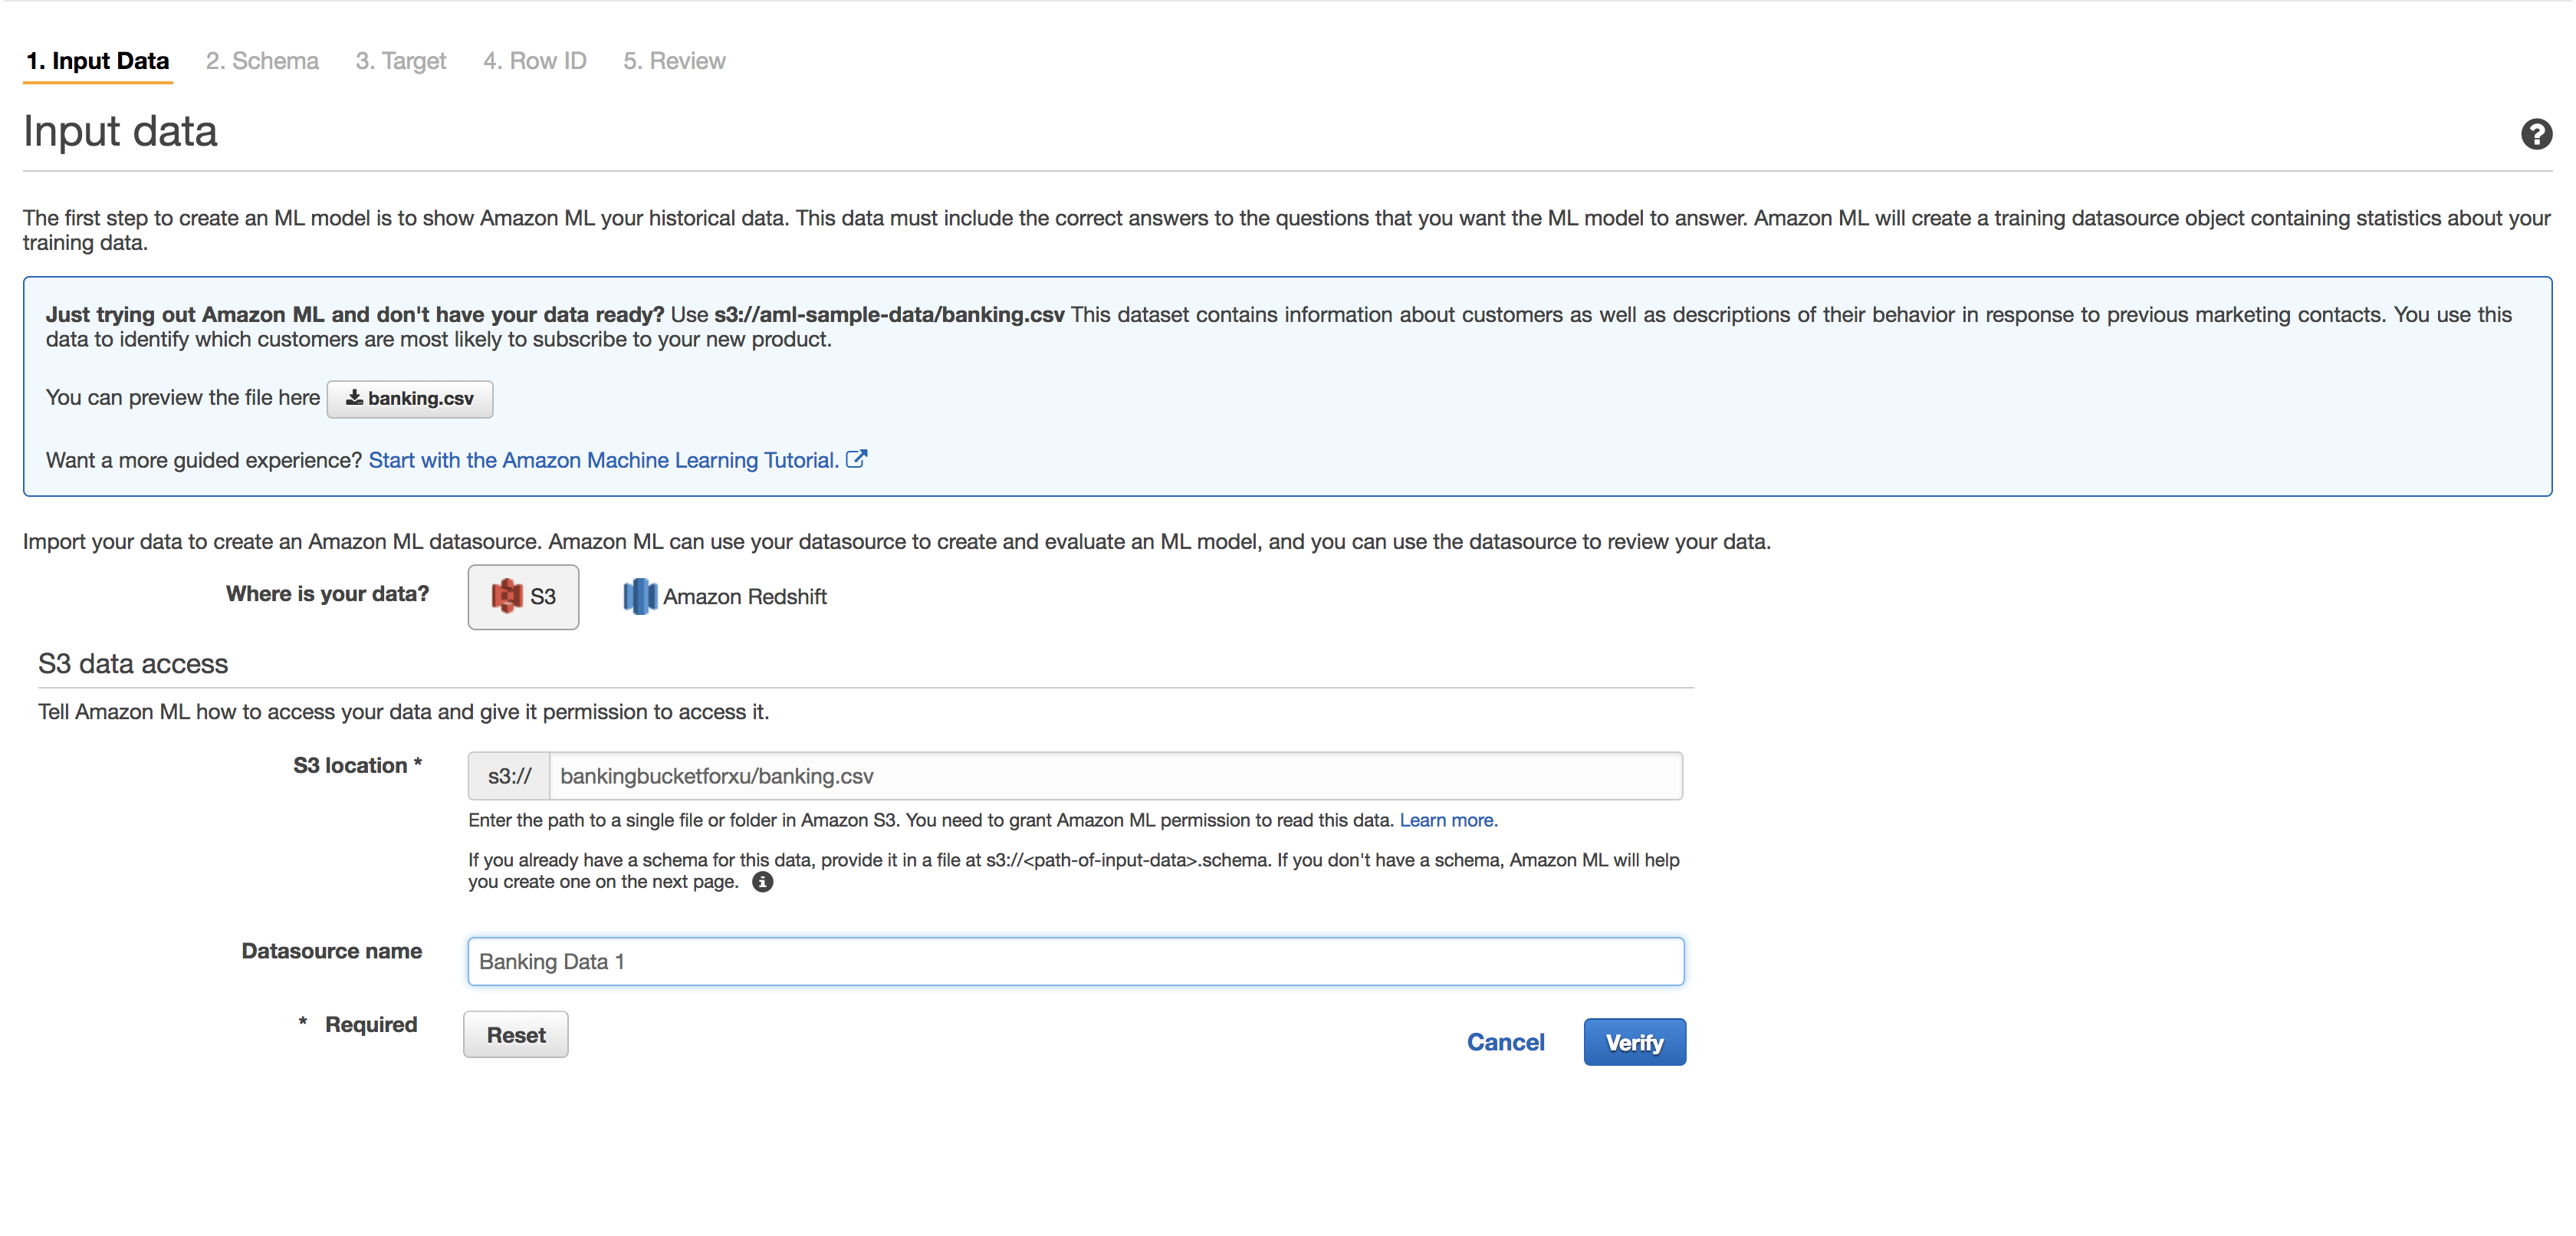 1. Input Data 2. Schema 3. Target 4. Row ID 5. Review
Input data
The first step to create an ML model is to show Amazon ML your historical data. This data must include the correct answers to the questions that you want the ML model to answer. Amazon ML will create a training datasource object containing statistics about your
training data.
Just trying out Amazon ML and don't have your data ready? Use s3://aml-sample-data/banking.csv This dataset contains information about customers as well as descriptions of their behavior in response to previous marketing contacts. You use this
data to identify which customers are most likely to subscribe to your new product.
You can preview the file here banking.csv
Want a more guided experience? Start with the Amazon Machine Learning Tutorial.
Import your data to create an Amazon ML datasource. Amazon ML can use your datasource to create and evaluate an ML model, and you can use the datasource to review your data.
Where is your data? S3 Amazon Redshift
S3 data access
Tell Amazon ML how to access your data and give it permission to access it.
S3 location * s3:// bankingbucketforxu/banking.csv
Enter the path to a single file or folder in Amazon S3. You need to grant Amazon ML permission to read this data. Learn more.
If you already have a schema for this data, provide it in a file at s3://<path-of-input-data>.schema. If you don't have a schema, Amazon ML will help
you create one on the next page.
Datasource name Banking Data 1
* Required Reset Cancel Verify